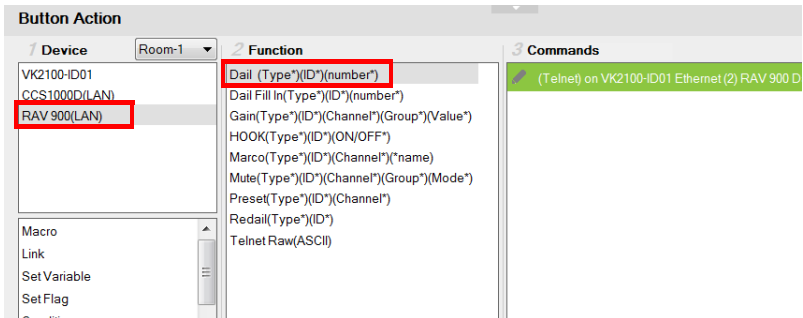 Button Action
1 Device
Room-1
2 Function
3 Commands
VK2100-ID01
CCS1000D(LAN)
RAV 900(LAN)
Dail (Type*)(ID*)(number*)
Dail Fill In(Type*)(ID*)(number*)
Gain(Type*)(ID*)(Channel*)(Group*)(Value*)
HOOK(Type*)(ID*)(ON/OFF*)
Marco(Type*)(ID*)(Channel*)(*name)
Mute(Type*)(ID*)(Channel*)(Group*)(Mode*)
Preset(Type*)(ID*)(Channel*)
Redail(Type*)(ID*)
Telnet Raw(ASCII)
(Telnet) on VK2100-ID01 Ethernet (2) RAV 900 D
Macro
Link
Set Variable
Set Flag